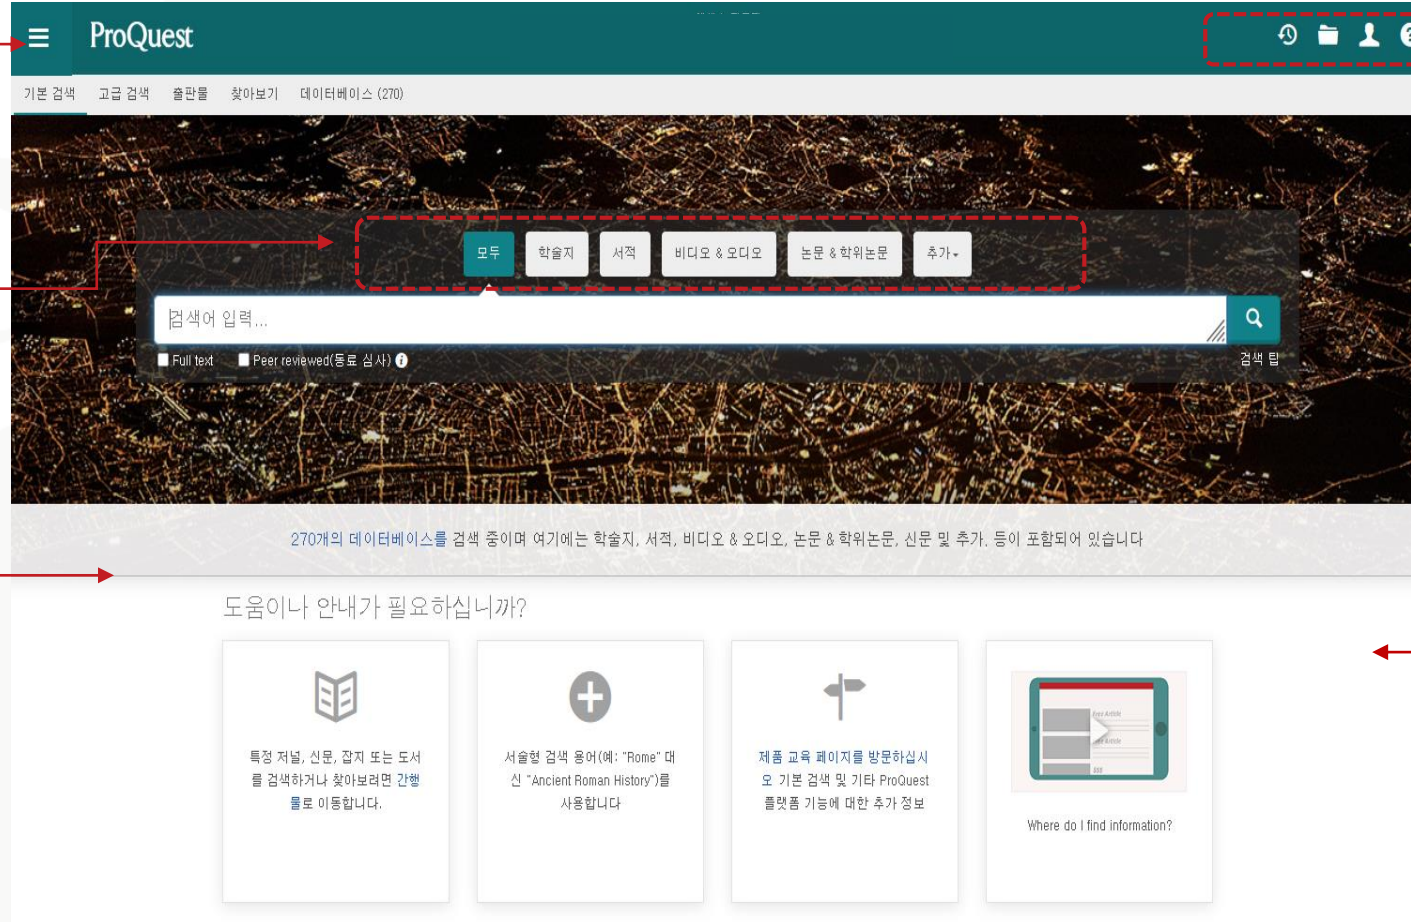 ProQuest
기본 검색 고급 검색 출판물 찾아보기 데이터베이스 (270)
모두 학술지 서적 비디오 & 오디오 논문 & 학위논문 추가
검색어 입력...
Full text Peer reviewed(동료 심사)
검색 팁
270개의 데이터베이스를 검색 중이며 여기에는 학술지, 서적, 비디오 & 오디오, 논문 & 학위논문, 신문 및 추가. 등이 포함되어 있습니다
도움이나 안내가 필요하십니까?
특정 저널, 신문, 잡지 또는 도서
를 검색하거나 찾아보려면 간행
물로 이동합니다.
서술형 검색 용어(예: "Rome" 대
신 "Ancient Roman History")를
사용합니다
제품 교육 페이지를 방문하십시
오 기본 검색 및 기타 ProQuest
플랫폼 기능에 대한 추가 정보
Free Article
Where do I find information?